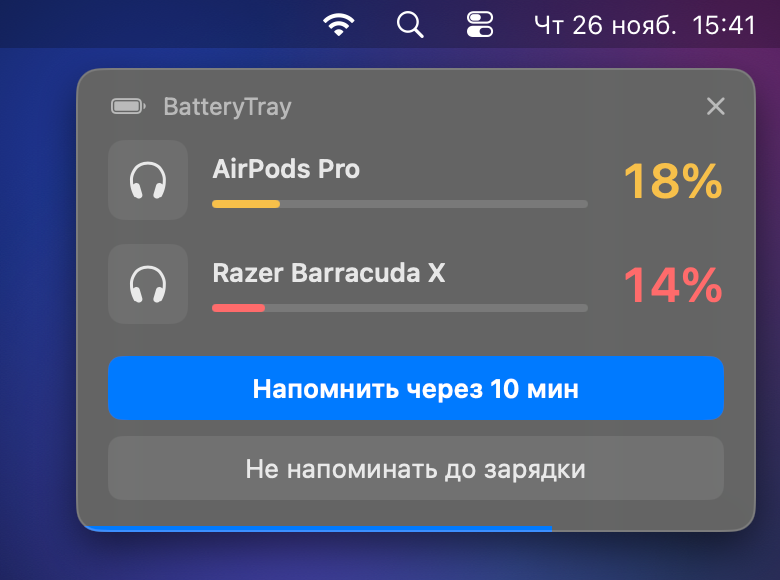 Чт 26 нояб. 15:41
BatteryTray
AirPods Pro
18%
Razer Barracuda X
14%
Напомнить через 10 мин
Не напоминать до зарядки